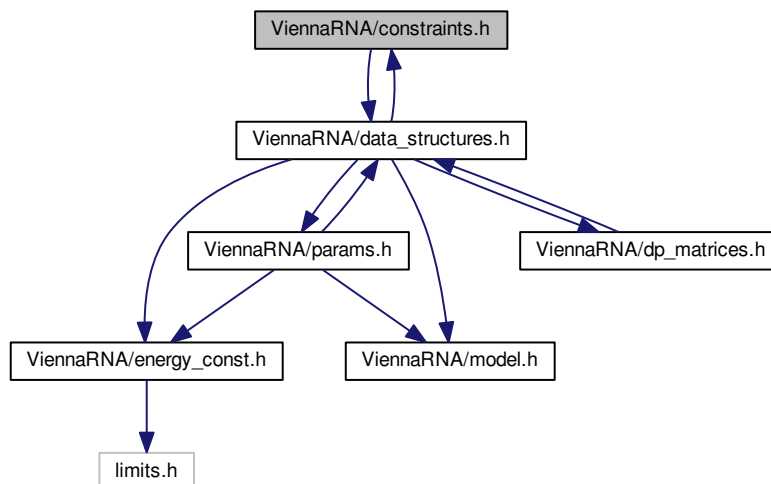 ViennaRNA/constraints.h
ViennaRNA/data_structures.h
ViennaRNA/params.h
ViennaRNA/dp_matrices.h
ViennaRNA/energy_const.h
ViennaRNA/model.h
limits.h